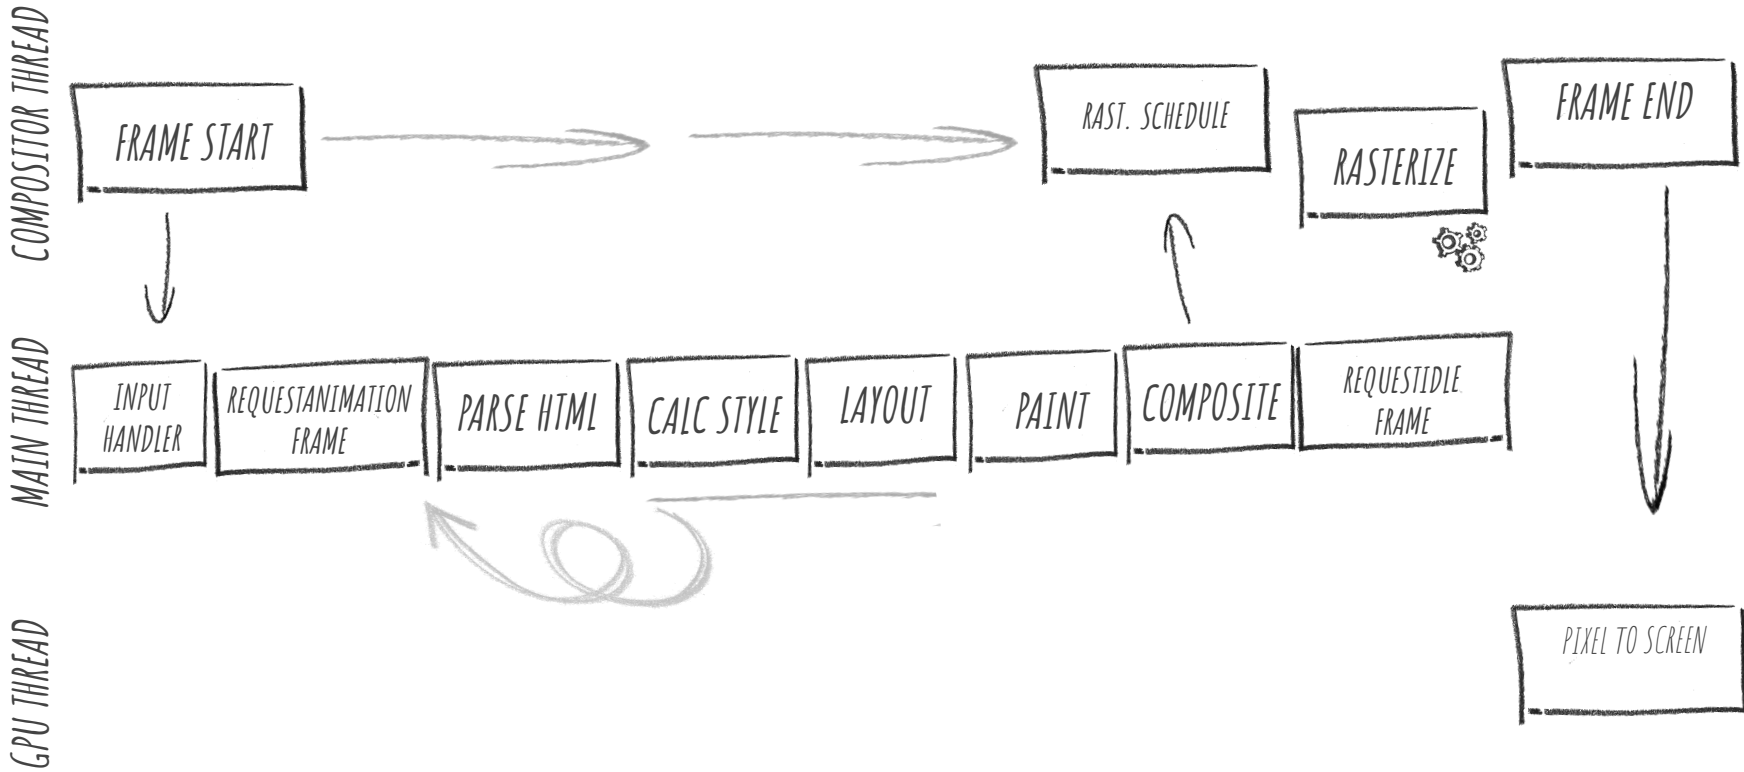 COMPOSITOR THREAD
FRAME START
RAST. SCHEDULE
RASTERIZE
FRAME END
MAIN THREAD
INPUT
HANDLER
REQUESTANIMATION
FRAME
PARSE HTML
CALC STYLE
LAYOUT
PAINT
COMPOSITE
REQUESTIDLE
FRAME
GPU THREAD
PIXEL TO SCREEN